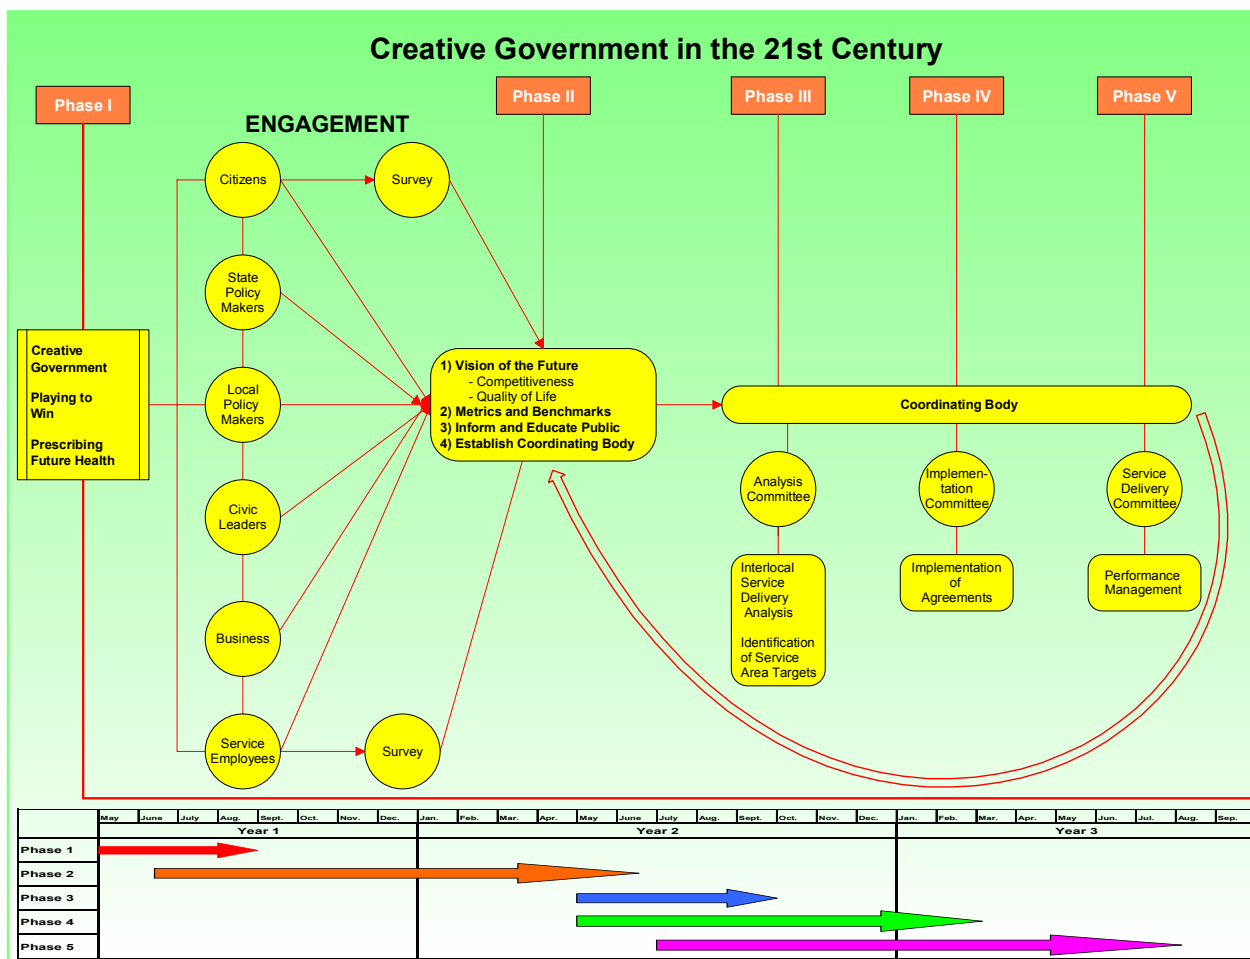 Creative Government in the 21st Century
Phase I
Phase II
Phase III
Phase IV
Phase V
ENGAGEMENT
Citizens
Survey
State
Policy
Makers
Creative
Government
Playing to
Win
Prescribing
Future Health
Local
Policy
Makers
1) Vision of the Future
- Competitiveness
- Quality of Life
2) Metrics and Benchmarks
3) Inform and Educate Public
4) Establish Coordinating Body
Coordinating Body
Civic
Leaders
Analysis
Committee
Implemen-
tation
Committee
Service
Delivery
Committee
Interlocal
Service
Delivery
Analysis
Identification
of Service
Area Targets
Implementation
of
Agreements
Performance
Management
Business
Service
Employees
Survey
May June July Aug. Sept. Oct. Nov. Dec. Jan. Feb. Mar. Apr. May June July Aug. Sept. Oct. Nov. Dec. Jan. Feb. Mar. Apr. May Jun. Jul. Aug. Sep.
Year 1 Year 2 Year 3
Phase 1
Phase 2
Phase 3
Phase 4
Phase 5